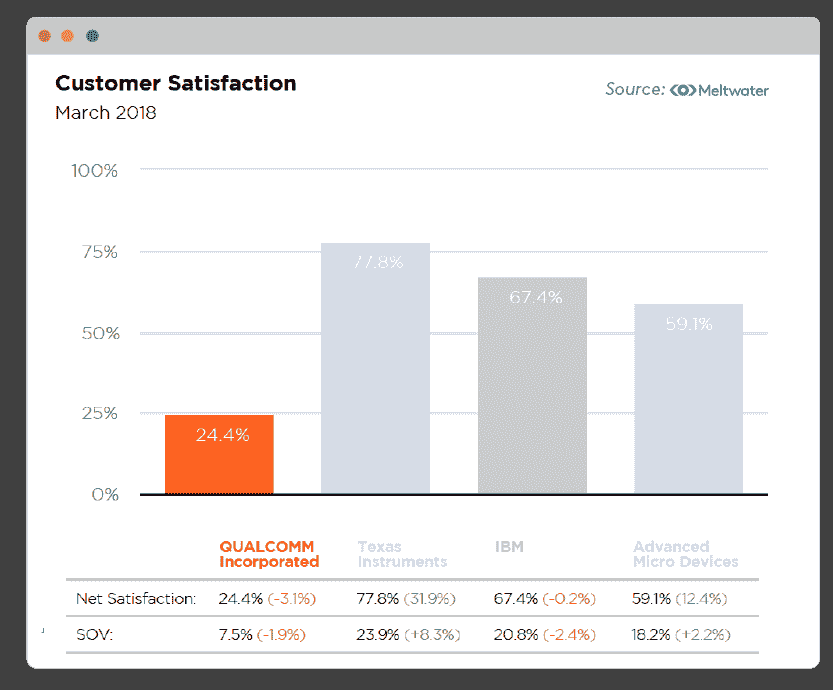 Customer Satisfaction
March 2018
Source: Meltwater
100%
75%
50%
25%
0%
24.4%
77.8%
67.4%
59.1%
QUALCOMM Incorporated
Texas Instruments
IBM
Advanced Micro Devices
Net Satisfaction: 24.4% (-3.1%) 77.8% (31.9%) 67.4% (-0.2%) 59.1% (12.4%)
SOV: 7.5% (-1.9%) 23.9% (+8.3%) 20.8% (-2.4%) 18.2% (+2.2%)